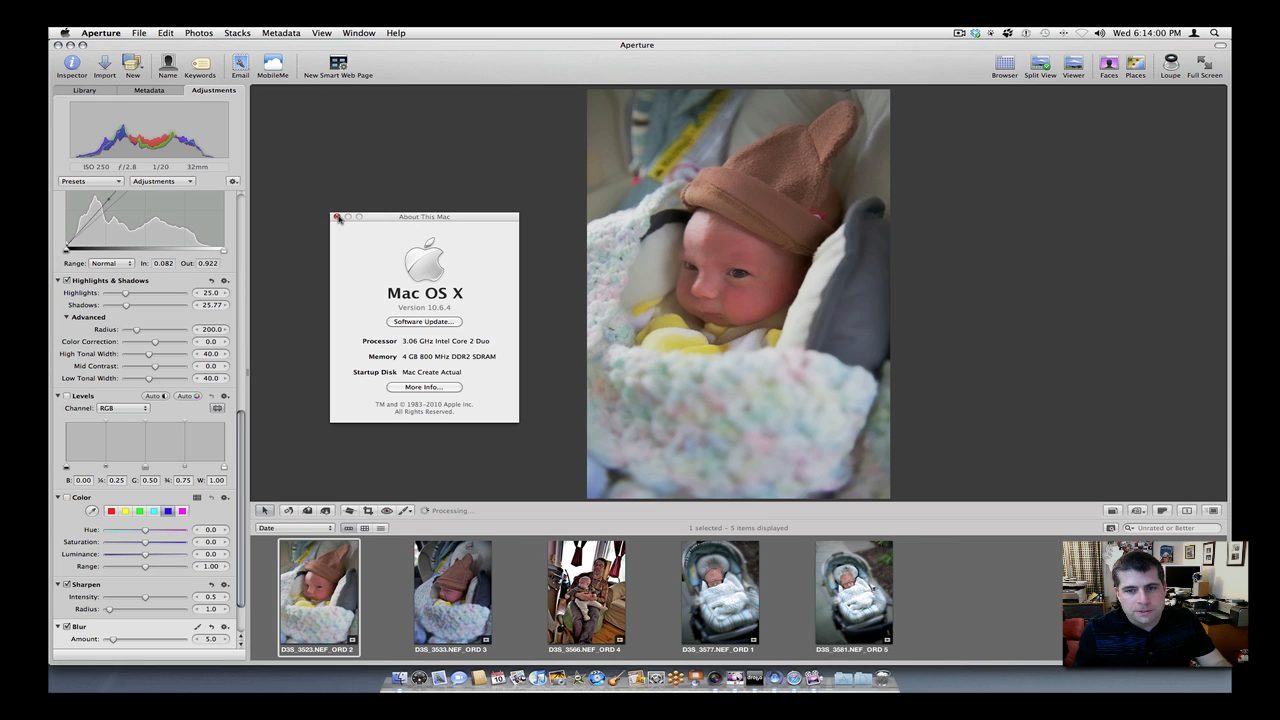 Aperture File Edit Photos Stacks Metadata View Window Help
Wed 6:14:00 PM
Aperture
Inspector Import New Name Keywords Email MobileMe New Smart Web Page
Browser Split View Viewer Faces Places Loupe Full Screen
Library Metadata Adjustments
ISO 250 ƒ/2.8 1/20 32mm
Presets Adjustments
Range: Normal In: 0.082 Out: 0.922
Highlights & Shadows
Highlights: 25.0
Shadows: 25.77
Advanced
Radius: 200.0
Color Correction: 0.0
High Tonal Width: 40.0
Mid Contrast: 0.0
Low Tonal Width: 40.0
Levels Auto Auto
Channel: RGB
B: 0.00 ¼: 0.25 G: 0.50 ¾: 0.75 W: 1.00
Color
Hue: 0.0
Saturation: 0.0
Luminance: 0.0
Range: 1.00
Sharpen
Intensity: 0.5
Radius: 1.0
Blur
Amount: 5.0
About This Mac
Mac OS X
Version 10.6.4
Software Update...
Processor 3.06 GHz Intel Core 2 Duo
Memory 4 GB 800 MHz DDR2 SDRAM
Startup Disk Mac Create Actual
More Info...
TM and © 1983-2010 Apple Inc.
All Rights Reserved.
Processing...
Date
1 selected - 5 items displayed
Unrated or Better
D3S_3523.NEF_ORD 2
D3S_3533.NEF_ORD 3
D3S_3566.NEF_ORD 4
D3S_3577.NEF_ORD 1
D3S_3581.NEF_ORD 5